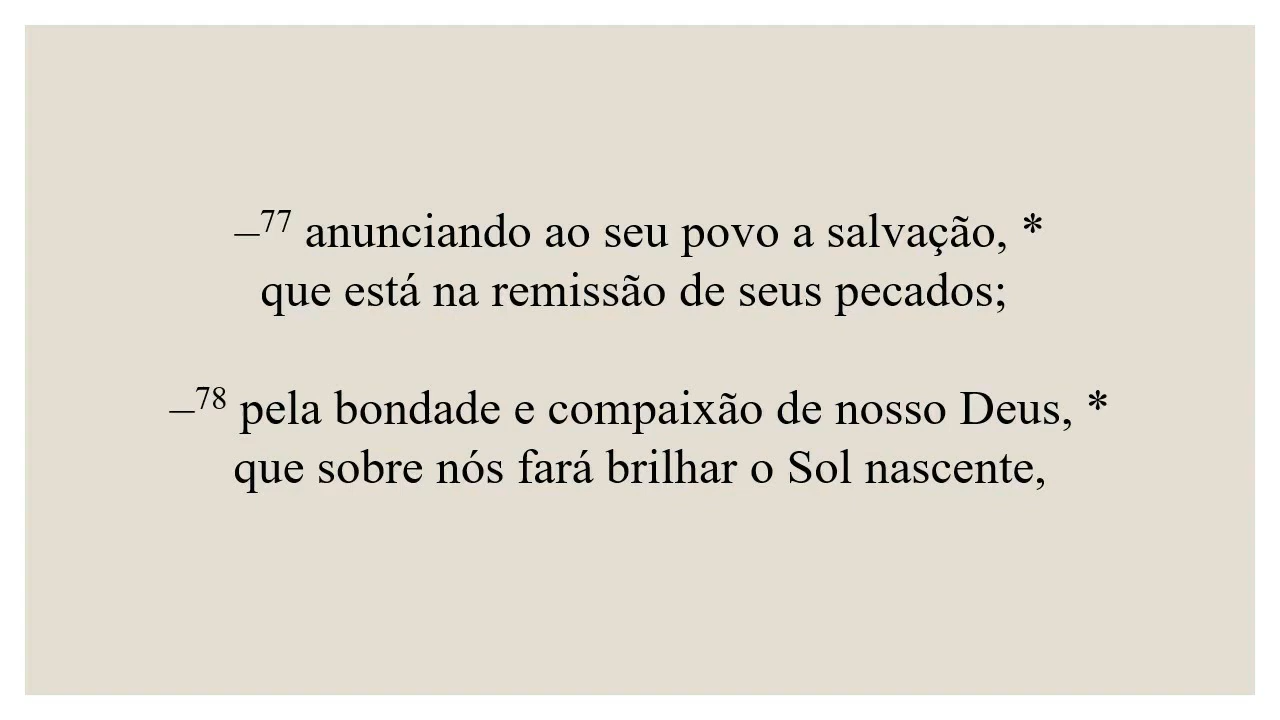 –⁷⁷ anunciando ao seu povo a salvação, *
que está na remissão de seus pecados;
–⁷⁸ pela bondade e compaixão de nosso Deus, *
que sobre nós fará brilhar o Sol nascente,